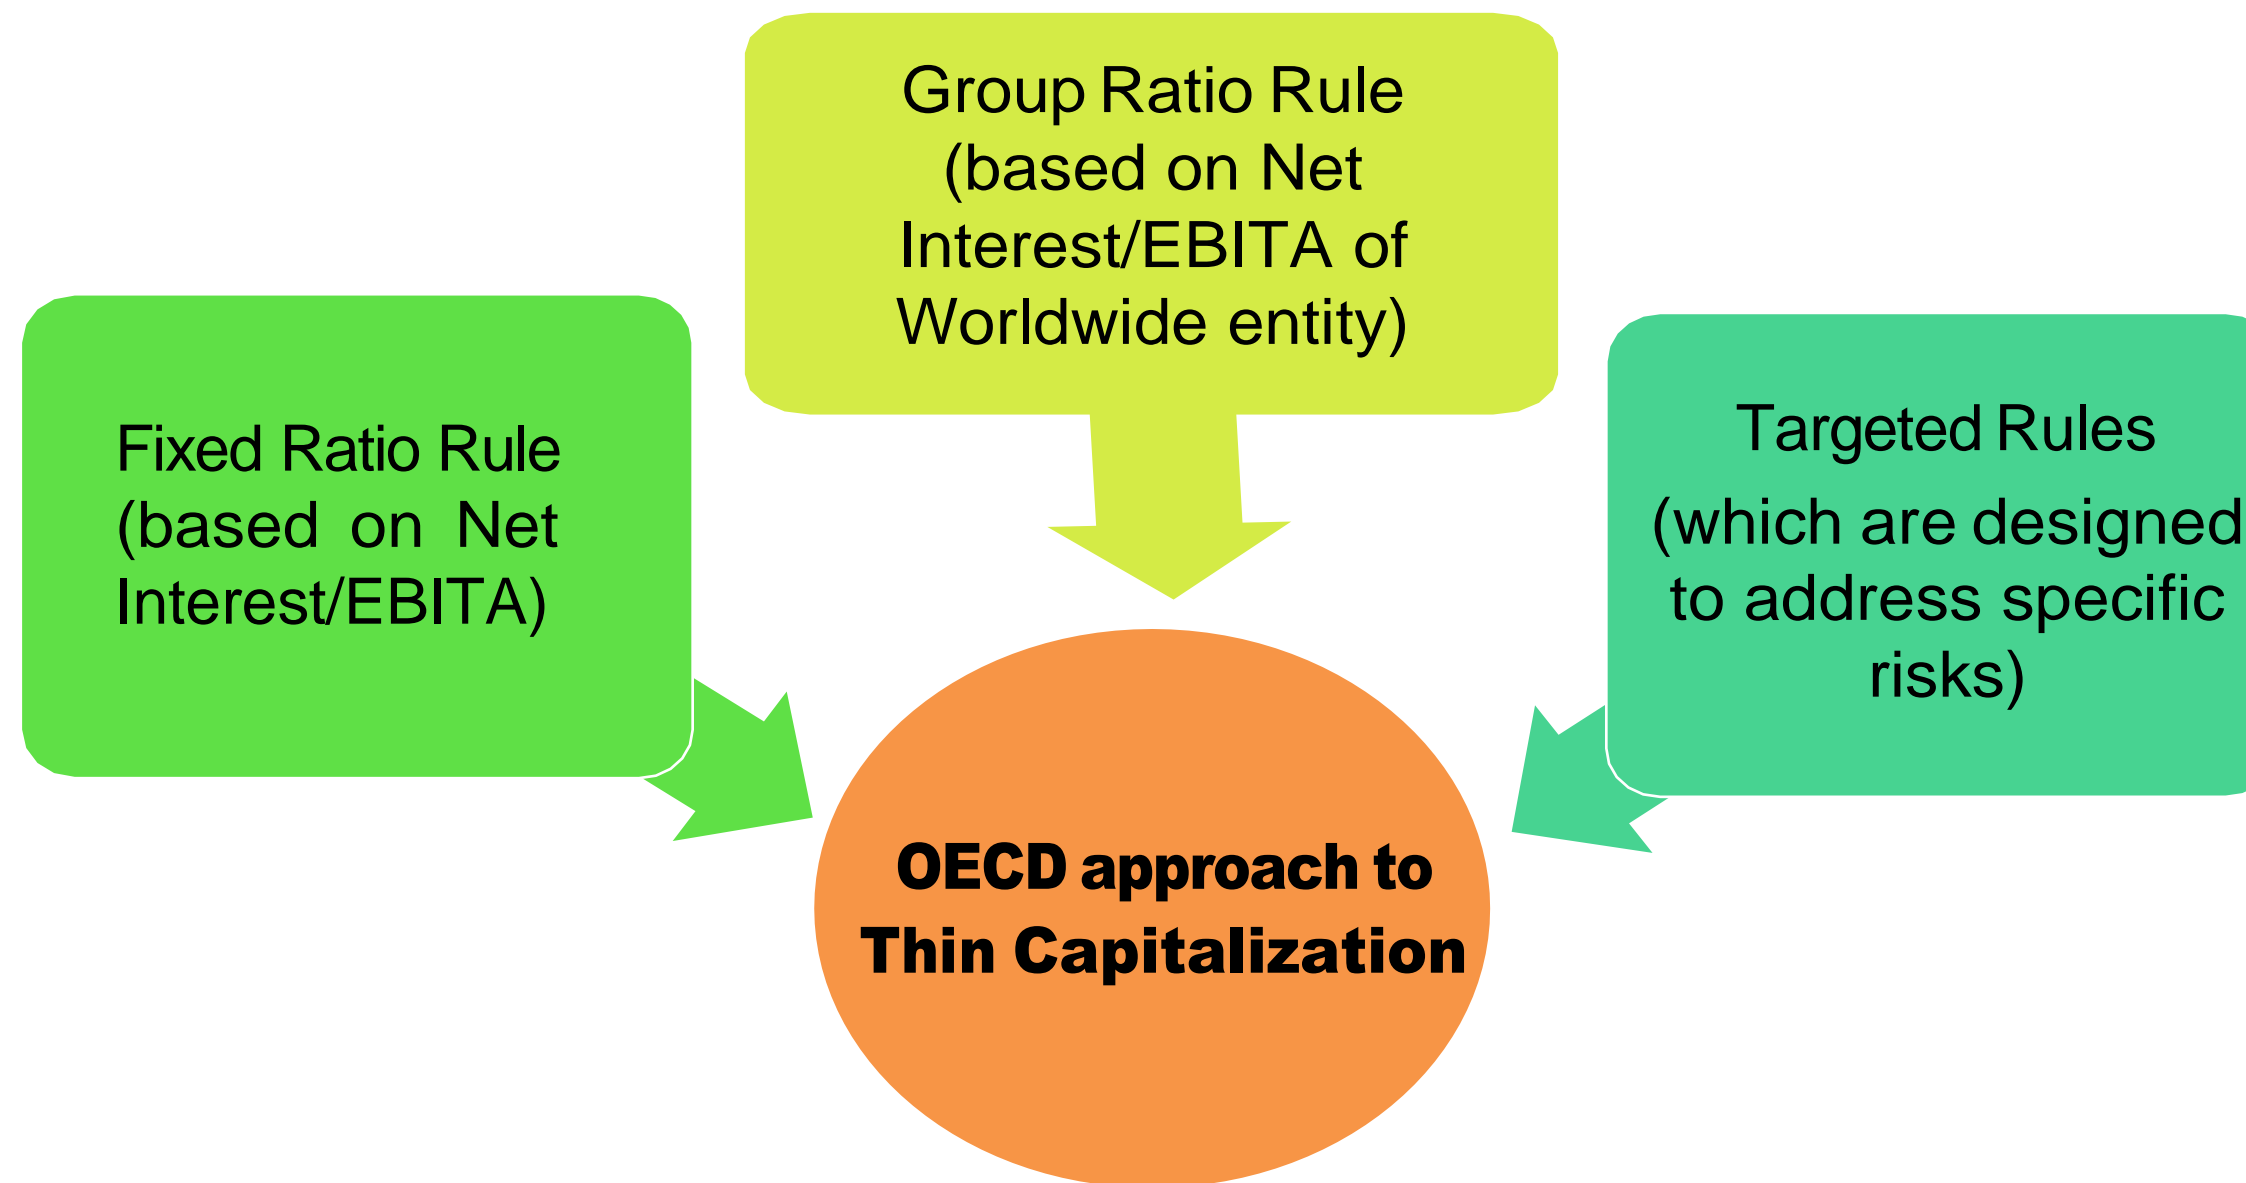 Group Ratio Rule
(based on Net
Interest/EBITA of
Worldwide entity)
Fixed Ratio Rule
(based on Net
Interest/EBITA)
Targeted Rules
(which are designed
to address specific
risks)
OECD approach to
Thin Capitalization